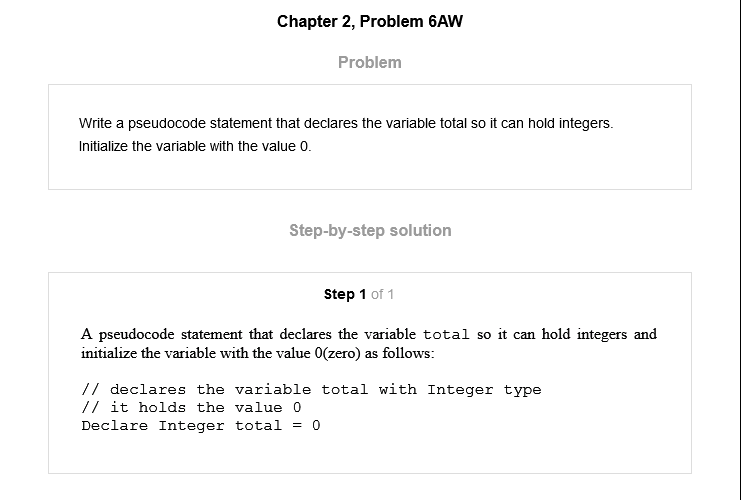 Chapter 2, Problem 6AW
Problem
Write a pseudocode statement that declares the variable total so it can hold integers.
Initialize the variable with the value 0.
Step-by-step solution
Step 1 of 1
A pseudocode statement that declares the variable total so it can hold integers and
initialize the variable with the value 0(zero) as follows:
// declares the variable total with Integer type
// it holds the value 0
Declare Integer total = 0